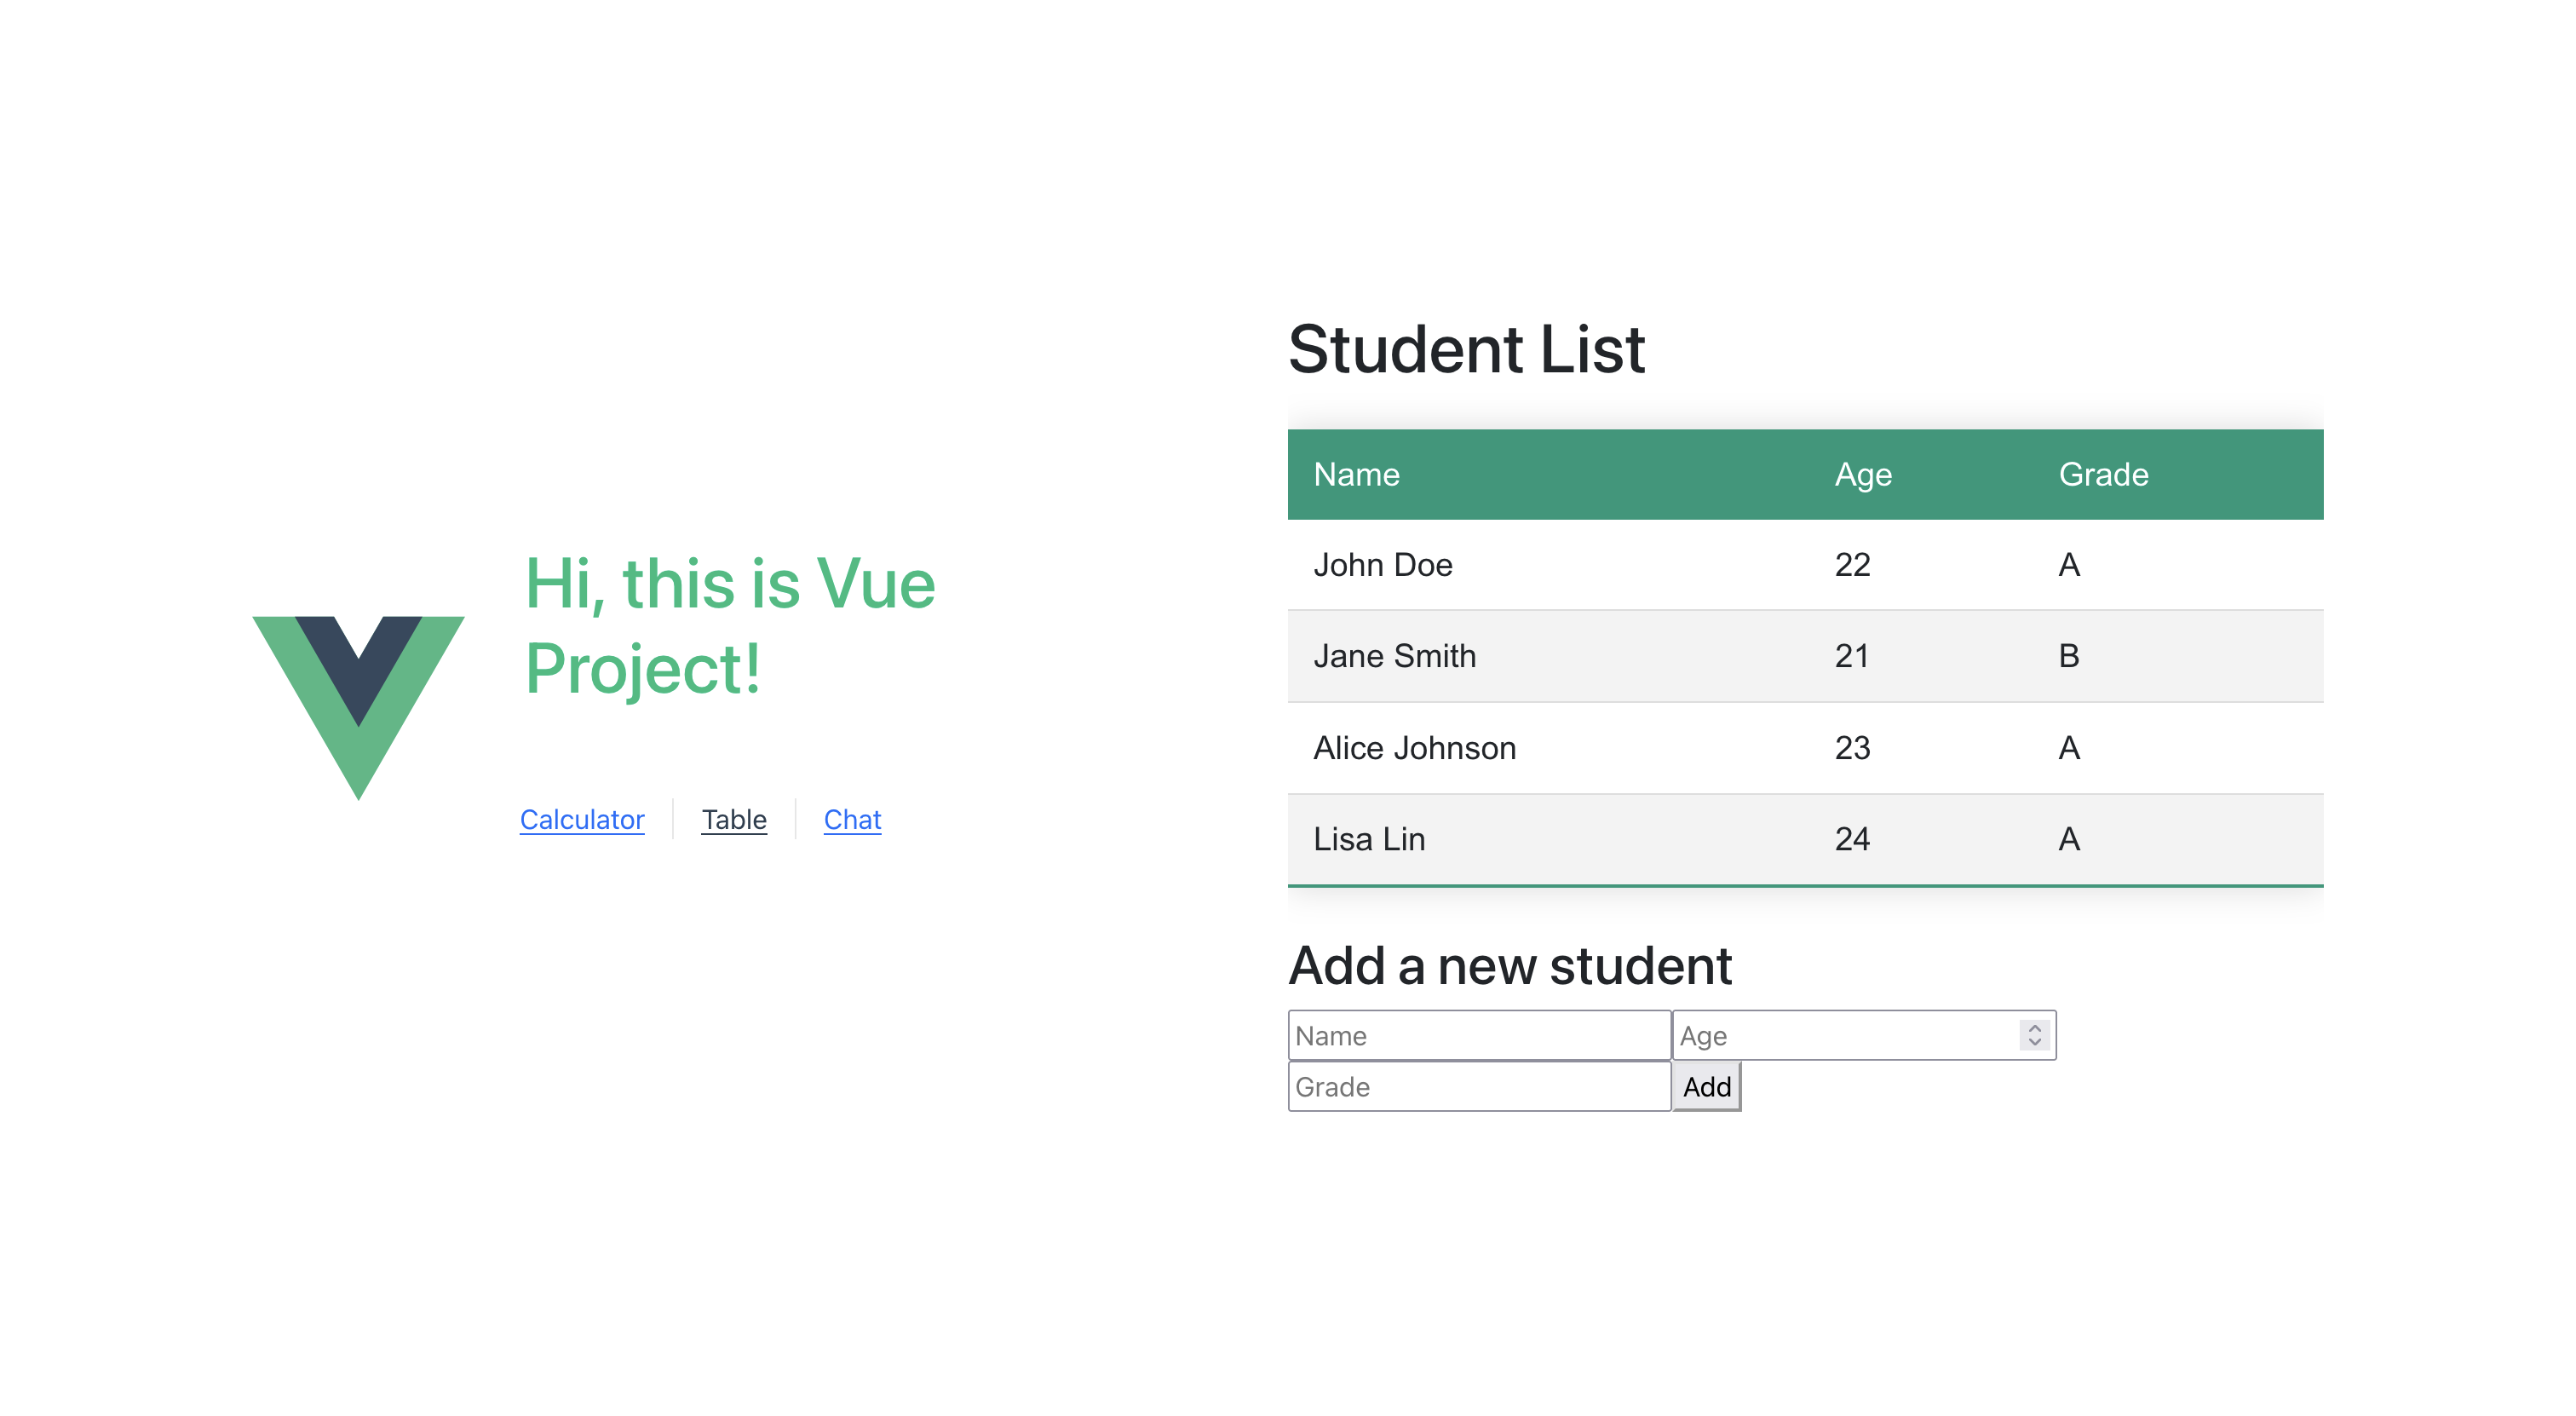 Hi, this is Vue
Project!
Calculator Table Chat
Student List
Name Age Grade
John Doe 22 A
Jane Smith 21 B
Alice Johnson 23 A
Lisa Lin 24 A
Add a new student
Name Age
Grade Add